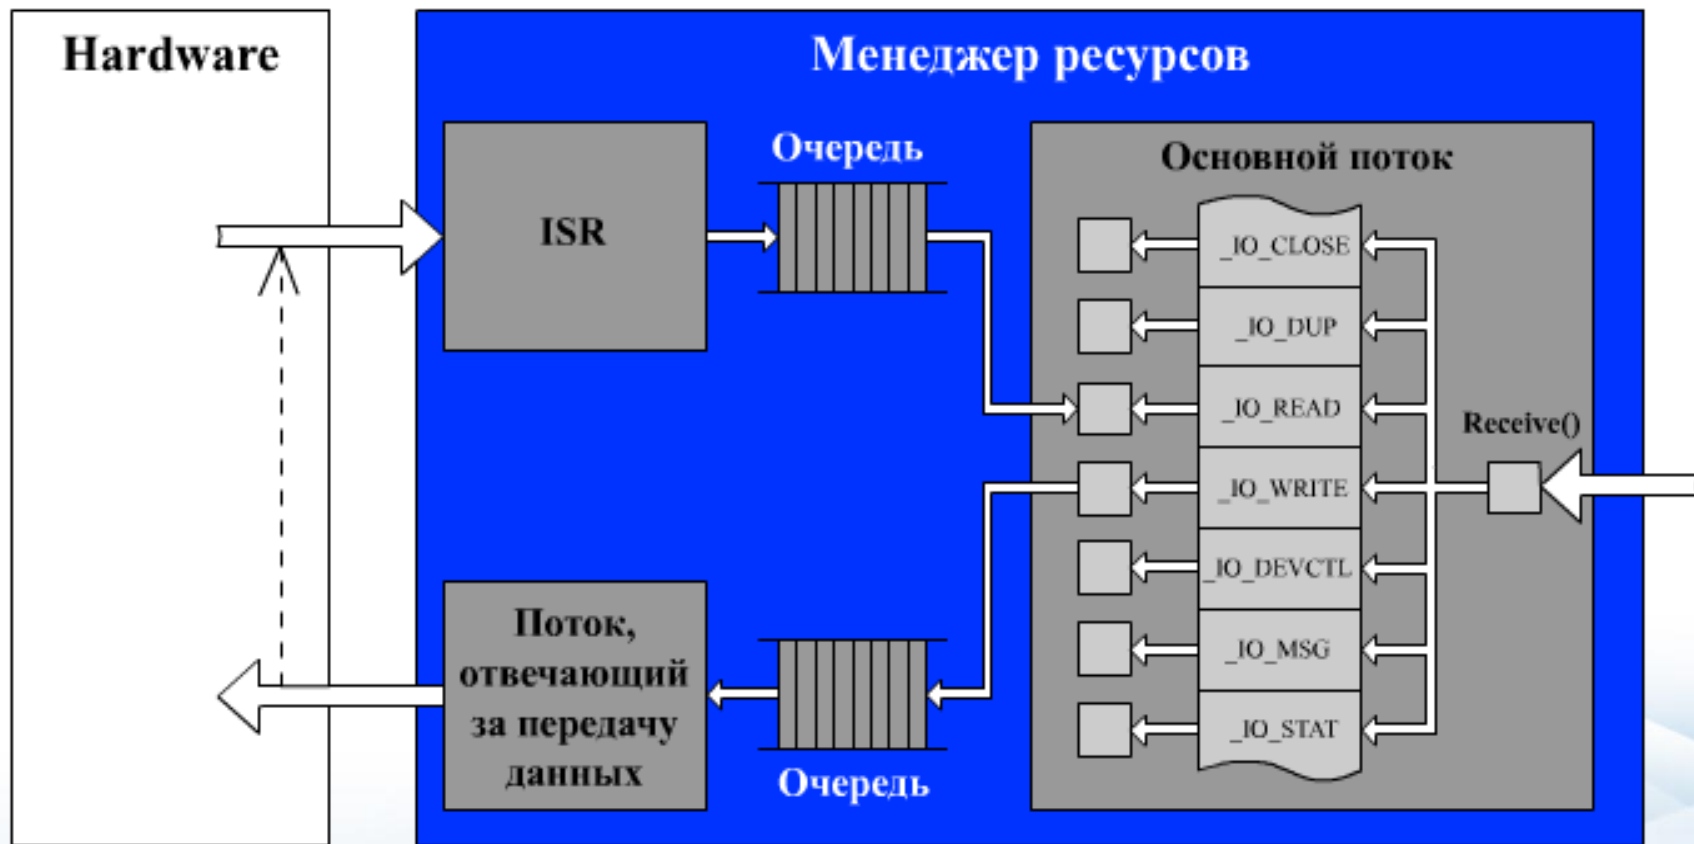 Hardware
Менеджер ресурсов
ISR
Очередь
Основной поток
_IO_CLOSE
_IO_DUP
_IO_READ
_IO_WRITE
_IO_DEVCTL
_IO_MSG
_IO_STAT
Receive()
Поток,
отвечающий
за передачу
данных
Очередь